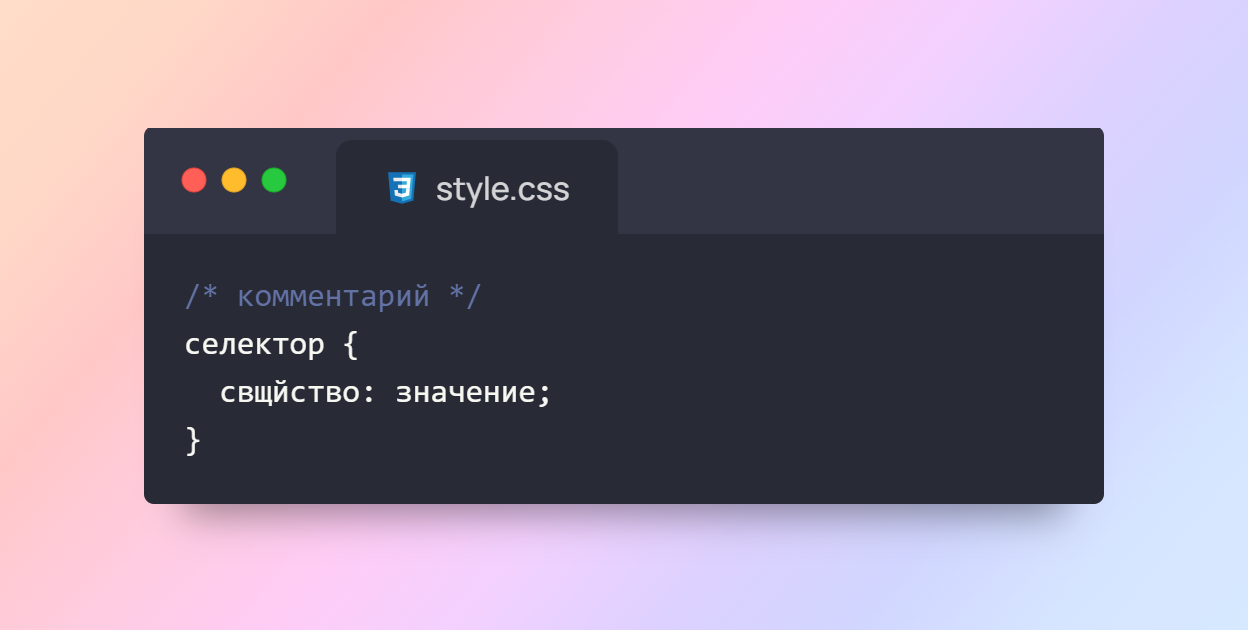 style.css
/* комментарий */
селектор {
  свщйство: значение;
}